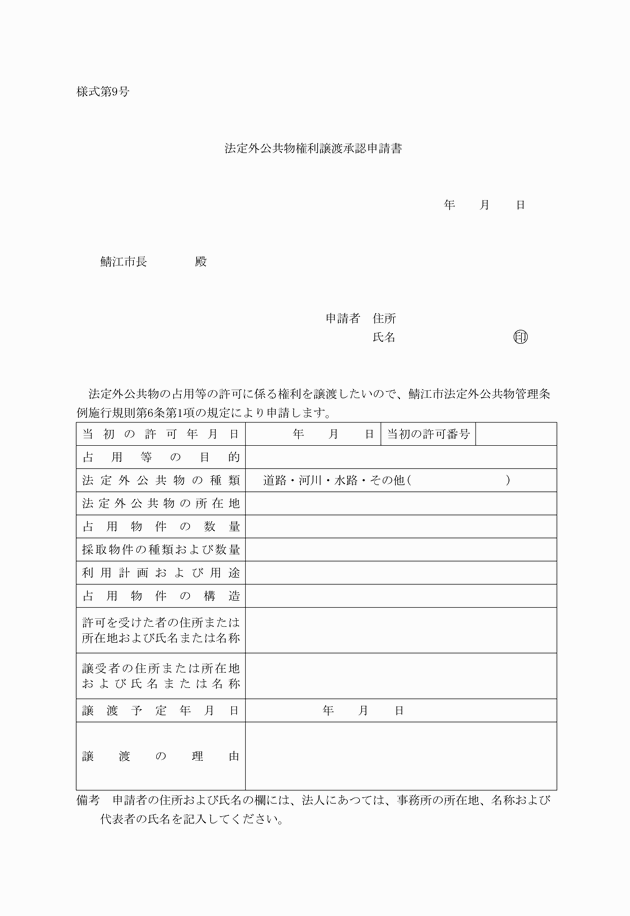 様式第9号
法定外公共物権利譲渡承認申請書
年　　月　　日
鯖江市長　　　　殿
申請者　住所
氏名　　　　　　　　　　㊞
法定外公共物の占用等の許可に係る権利を譲渡したいので、鯖江市法定外公共物管理条
例施行規則第6条第1項の規定により申請します。
当初の許可年月日　　　　年　　月　　日　当初の許可番号
占用等の目的
法定外公共物の種類　道路・河川・水路・その他(　　　　　　　　)
法定外公共物の所在地
占用物件の数量
採取物件の種類および数量
利用計画および用途
占用物件の構造
許可を受けた者の住所または
所在地および氏名または名称
譲受者の住所または所在地
および氏名または名称
譲渡予定年月日　　　　年　　月　　日
譲渡の理由
備考　申請者の住所および氏名の欄には、法人にあつては、事務所の所在地、名称および
代表者の氏名を記入してください。